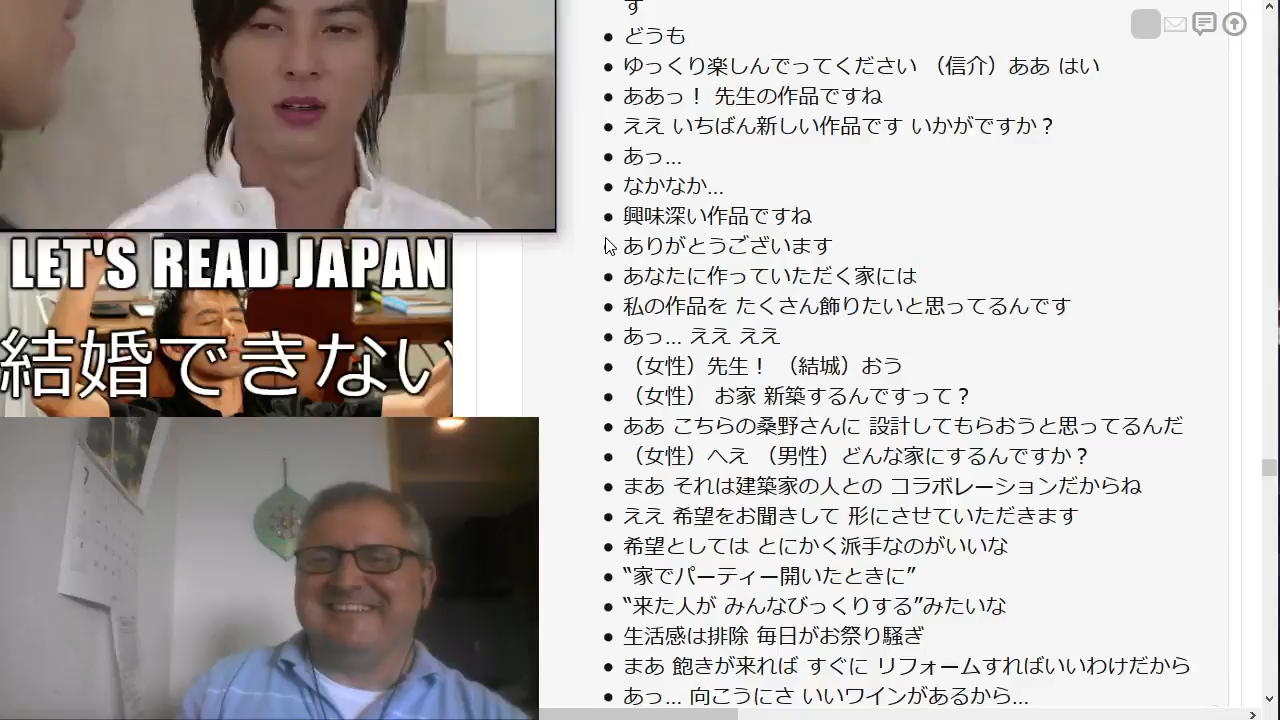 LET'S READ JAPAN
結婚できない
す
どうも
ゆっくり楽しんでってください （信介）ああ はい
ああっ！ 先生の作品ですね
ええ いちばん新しい作品です いかがですか？
あっ…
なかなか…
興味深い作品ですね
ありがとうございます
あなたに作っていただく家には
私の作品を たくさん飾りたいと思ってるんです
あっ… ええ ええ
（女性）先生！ （結城）おう
（女性） お家 新築するんですって？
ああ こちらの桑野さんに 設計してもらおうと思ってるんだ
（女性）へえ （男性）どんな家にするんですか？
まあ それは建築家の人との コラボレーションだからね
ええ 希望をお聞きして 形にさせていただきます
希望としては とにかく派手なのがいいな
“家でパーティー開いたときに”
“来た人が みんなびっくりする”みたいな
生活感は排除 毎日がお祭り騒ぎ
まあ 飽きが来れば すぐに リフォームすればいいわけだから
あっ… 向こうにさ いいワインがあるから…